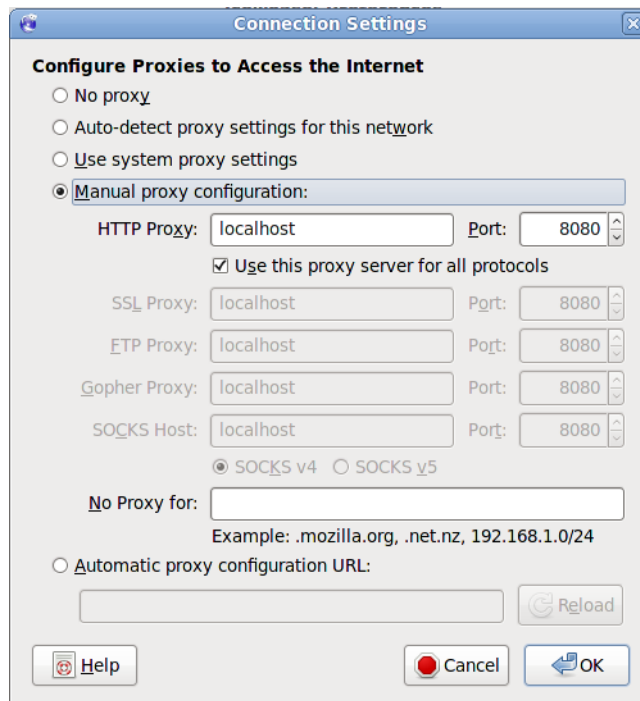 Connection Settings
Configure Proxies to Access the Internet
No proxy
Auto-detect proxy settings for this network
Use system proxy settings
Manual proxy configuration:
HTTP Proxy: localhost Port: 8080
Use this proxy server for all protocols
SSL Proxy: localhost Port: 8080
FTP Proxy: localhost Port: 8080
Gopher Proxy: localhost Port: 8080
SOCKS Host: localhost Port: 8080
SOCKS v4 SOCKS v5
No Proxy for:
Example: .mozilla.org, .net.nz, 192.168.1.0/24
Automatic proxy configuration URL:
Reload
Help Cancel OK